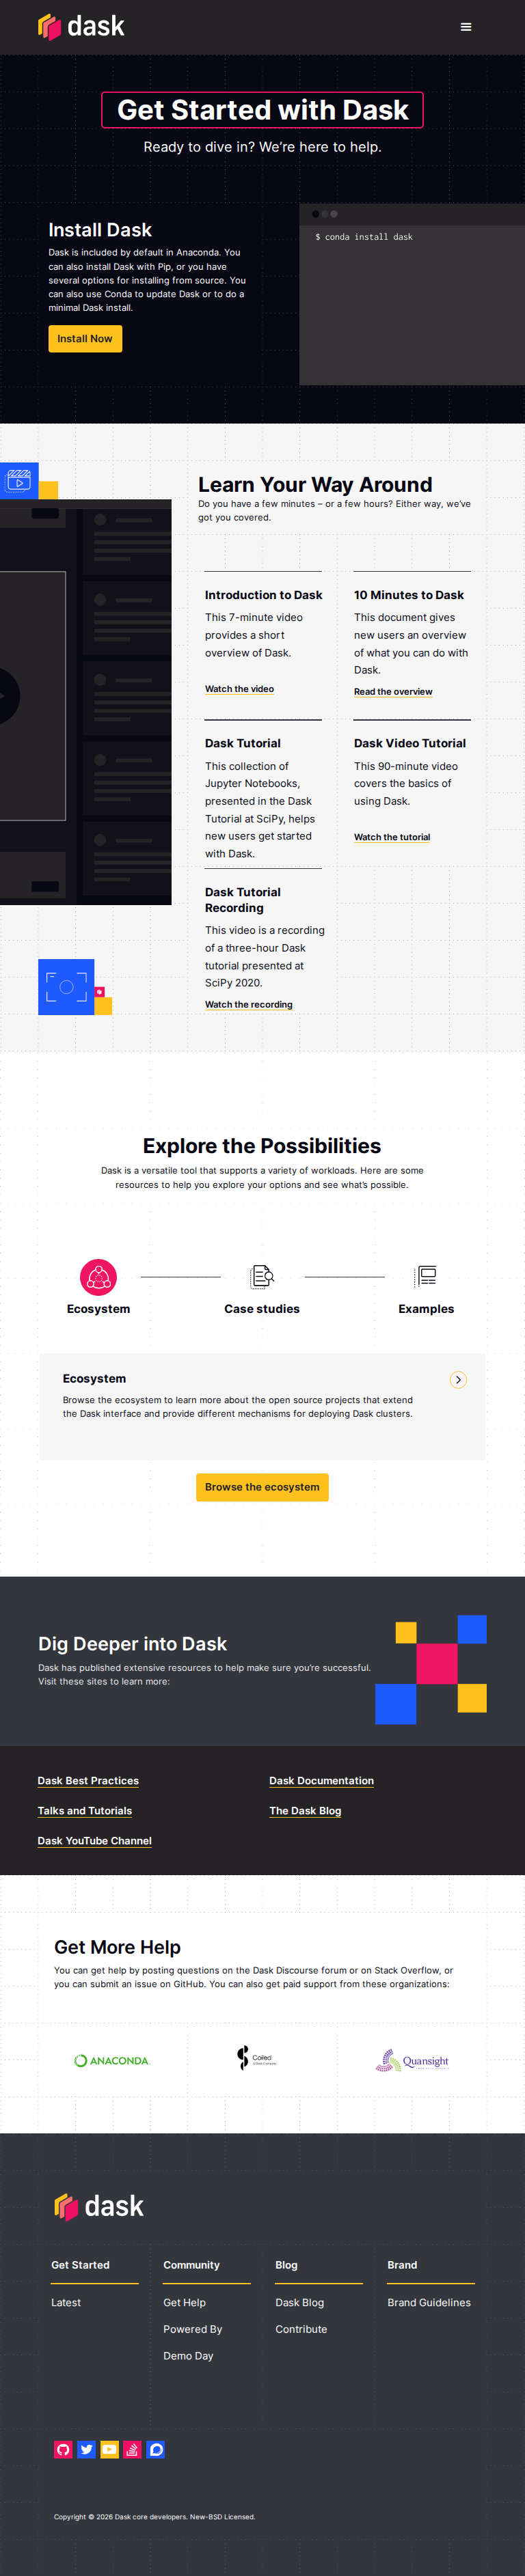 dask
Get Started with Dask
Ready to dive in? We’re here to help.
Install Dask
Dask is included by default in Anaconda. You
can also install Dask with Pip, or you have
several options for installing from source. You
can also use Conda to update Dask or to do a
minimal Dask install.
Install Now
$ conda install dask
Learn Your Way Around
Do you have a few minutes – or a few hours? Either way, we’ve
got you covered.
Introduction to Dask
This 7-minute video
provides a short
overview of Dask.
Watch the video
10 Minutes to Dask
This document gives
new users an overview
of what you can do with
Dask.
Read the overview
Dask Tutorial
This collection of
Jupyter Notebooks,
presented in the Dask
Tutorial at SciPy, helps
new users get started
with Dask.
Dask Video Tutorial
This 90-minute video
covers the basics of
using Dask.
Watch the tutorial
Dask Tutorial
Recording
This video is a recording
of a three-hour Dask
tutorial presented at
SciPy 2020.
Watch the recording
Explore the Possibilities
Dask is a versatile tool that supports a variety of workloads. Here are some
resources to help you explore your options and see what’s possible.
Ecosystem
Case studies
Examples
Ecosystem
Browse the ecosystem to learn more about the open source projects that extend
the Dask interface and provide different mechanisms for deploying Dask clusters.
Browse the ecosystem
Dig Deeper into Dask
Dask has published extensive resources to help make sure you’re successful.
Visit these sites to learn more:
Dask Best Practices
Dask Documentation
Talks and Tutorials
The Dask Blog
Dask YouTube Channel
Get More Help
You can get help by posting questions on the Dask Discourse forum or on Stack Overflow, or
you can submit an issue on GitHub. You can also get paid support from these organizations:
ANACONDA
Coiled
Quansight
dask
Get Started
Latest
Community
Get Help
Powered By
Demo Day
Blog
Dask Blog
Contribute
Brand
Brand Guidelines
Copyright © 2026 Dask core developers. New-BSD Licensed.